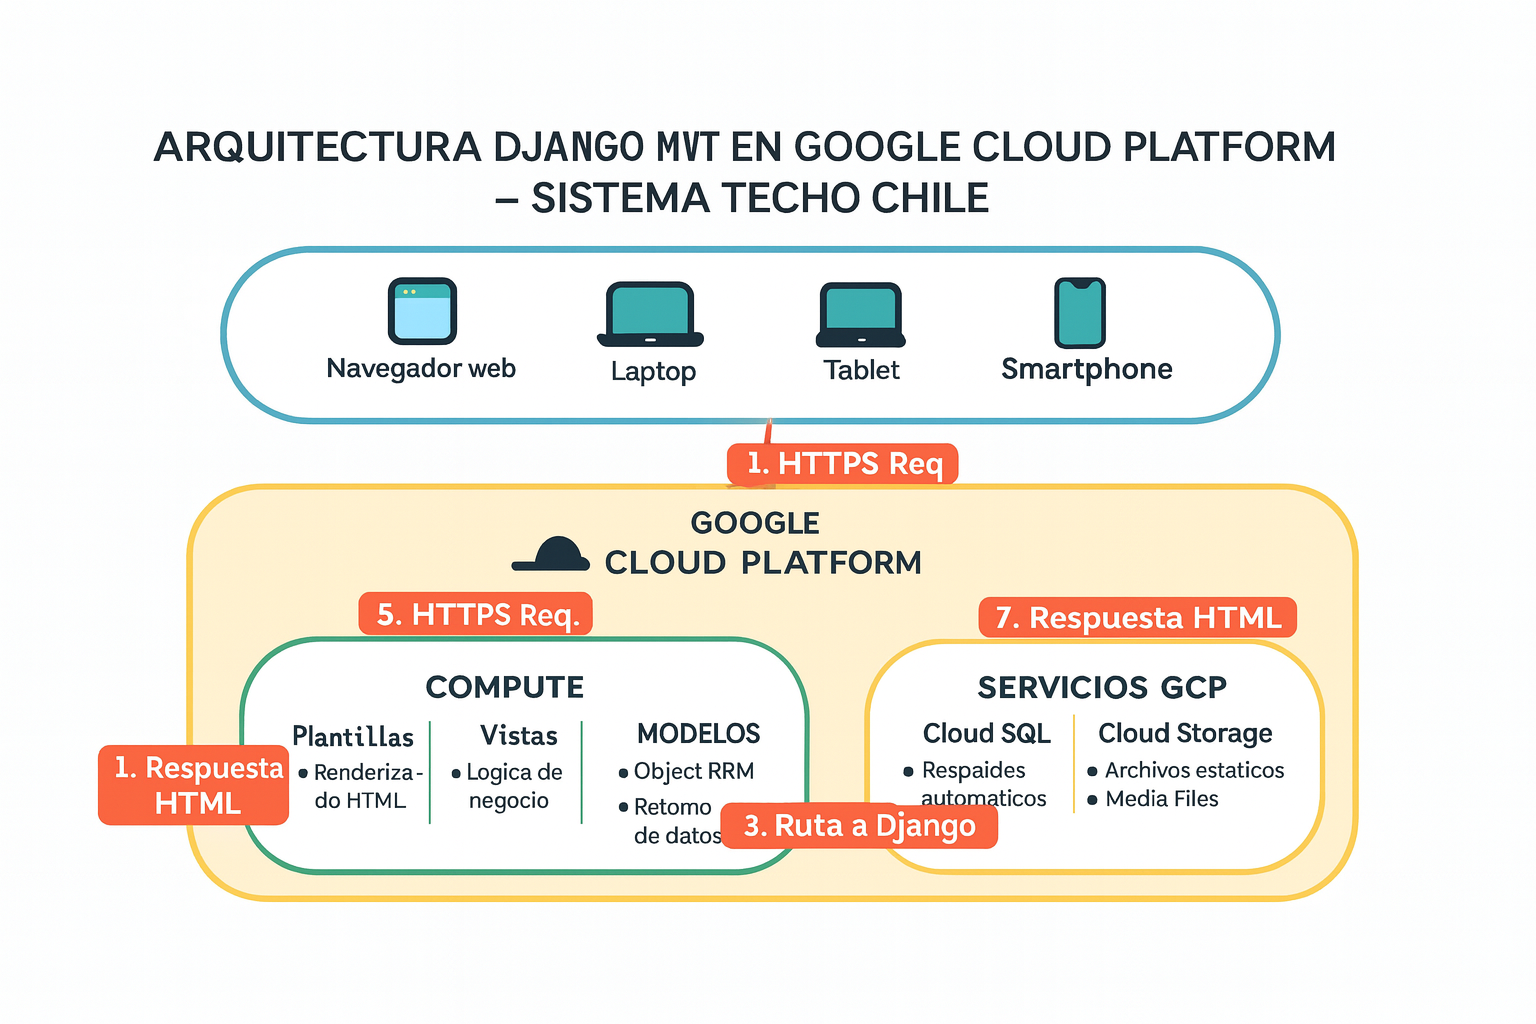 ARQUITECTURA DJANGO MVT EN GOOGLE CLOUD PLATFORM
– SISTEMA TECHO CHILE
Navegador web
Laptop
Tablet
Smartphone
1. HTTPS Req
GOOGLE
CLOUD PLATFORM
5. HTTPS Req.
7. Respuesta HTML
COMPUTE
Plantillas
• Renderiza-
do HTML
Vistas
• Logica de
negocio
MODELOS
• Object RRM
• Retomo
de datos
1. Respuesta
HTML
3. Ruta a Django
SERVICIOS GCP
Cloud SQL
• Respaides
automaticos
Cloud Storage
• Archivos estaticos
• Media Files